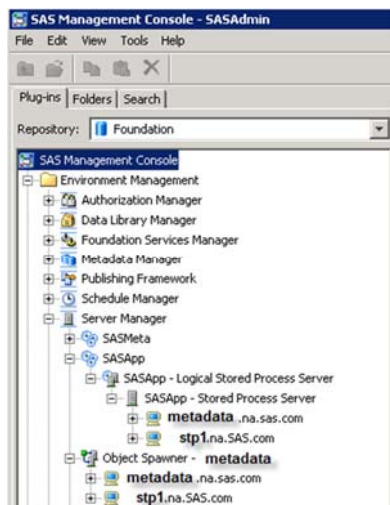 SAS Management Console - SASAdmin
File Edit View Tools Help
Plug-ins Folders Search
Repository: Foundation
SAS Management Console
Environment Management
Authorization Manager
Data Library Manager
Foundation Services Manager
Metadata Manager
Publishing Framework
Schedule Manager
Server Manager
SASMeta
SASApp
SASApp - Logical Stored Process Server
SASApp - Stored Process Server
metadata .na.sas.com
stp1.na.SAS.com
Object Spawner - metadata
metadata .na.sas.com
stp1.na.SAS.com